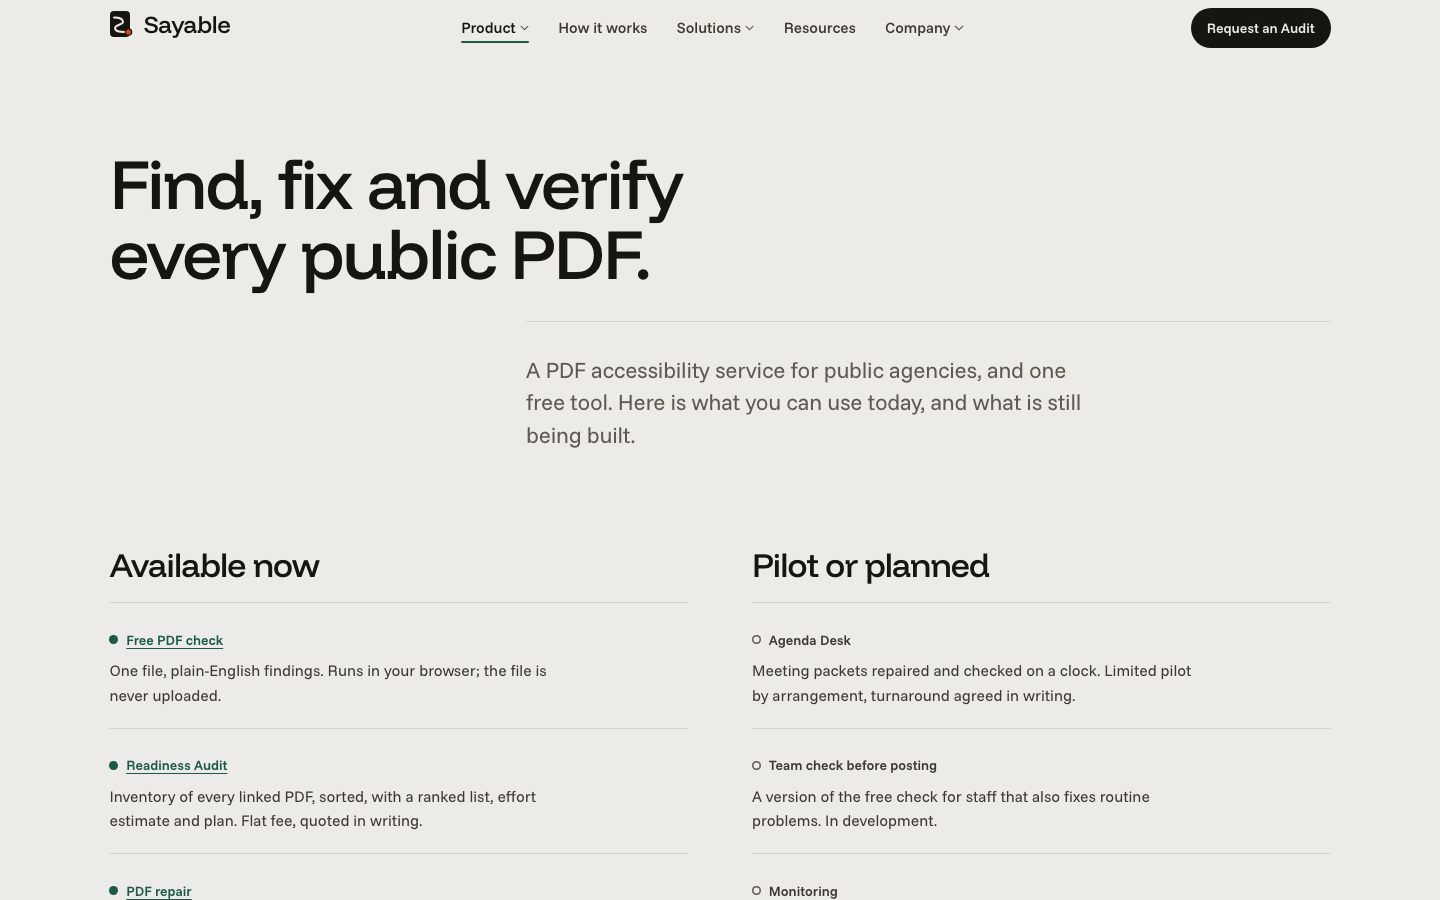 Sayable
Product
How it works
Solutions
Resources
Company
Request an Audit
Find, fix and verify
every public PDF.
A PDF accessibility service for public agencies, and one
free tool. Here is what you can use today, and what is still
being built.
Available now
Free PDF check
One file, plain-English findings. Runs in your browser; the file is
never uploaded.
Readiness Audit
Inventory of every linked PDF, sorted, with a ranked list, effort
estimate and plan. Flat fee, quoted in writing.
PDF repair
Pilot or planned
Agenda Desk
Meeting packets repaired and checked on a clock. Limited pilot
by arrangement, turnaround agreed in writing.
Team check before posting
A version of the free check for staff that also fixes routine
problems. In development.
Monitoring